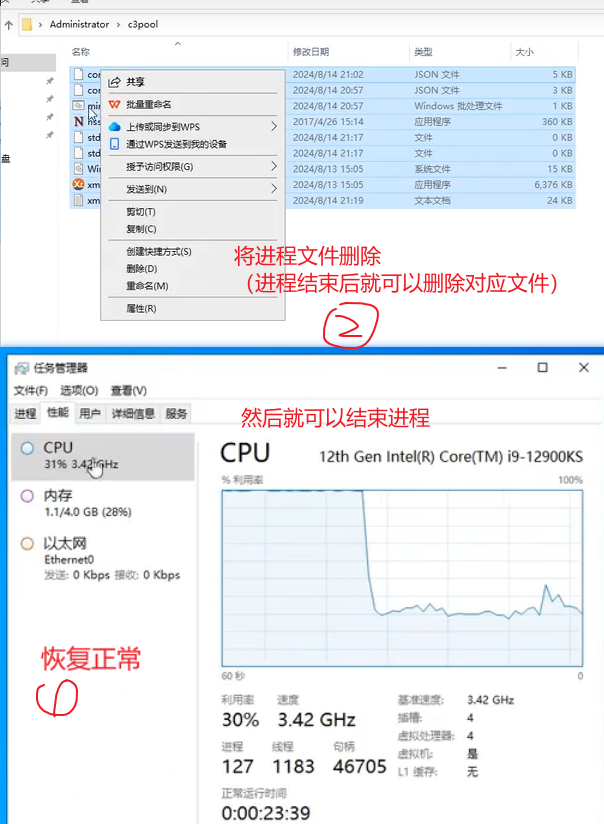 Administrator › c3pool
名称 修改日期 类型 大小
2024/8/14 21:02 JSON 文件 5 KB
共享
2024/8/14 20:57 JSON 文件 3 KB
批量重命名
2024/8/14 20:57 Windows 批处理文件 1 KB
2017/4/26 15:14 应用程序 360 KB
上传或同步到WPS
std 2024/8/14 21:17 文件 0 KB
通过WPS发送到我的设备
std 2024/8/14 21:17 文件 0 KB
授予访问权限(G)
2024/8/13 15:05 系统文件 15 KB
发送到(N)
xm 2024/8/13 15:05 应用程序 6,376 KB
xm 2024/8/14 21:19 文本文档 24 KB
剪切(T)
复制(C)
创建快捷方式(S)
删除(D)
重命名(M)
属性(R)
将进程文件删除
（进程结束后就可以删除对应文件）
2
任务管理器
文件(F) 选项(O) 查看(V)
进程 性能 用户 详细信息 服务
然后就可以结束进程
CPU
31% 3.42 GHz
内存
1.1/4.0 GB (28%)
以太网
Ethernet0
发送: 0 Kbps 接收: 0 Kbps
恢复正常
CPU 12th Gen Intel(R) Core(TM) i9-12900KS
% 利用率 100%
60 秒 0
利用率 速度
30% 3.42 GHz
进程 线程 句柄
127 1183 46705
正常运行时间
0:00:23:39
基准速度: 3.42 GHz
插槽: 4
虚拟处理器: 4
虚拟机: 是
L1 缓存: 无